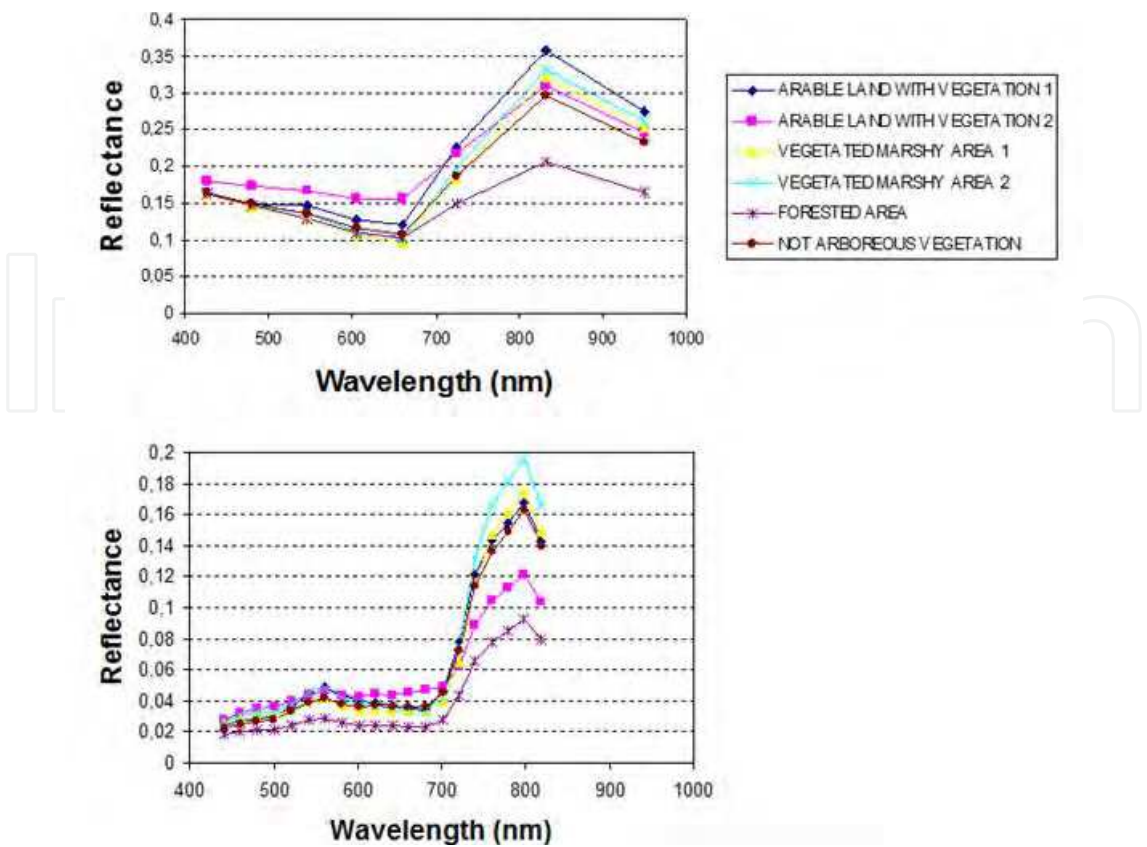 0,4
0,35
0,3
0,25
0,2
0,15
0,1
0,05
0
Reflectance
400 500 600 700 800 900 1000
Wavelength (nm)
ARABLE LAND WITH VEGETATION 1
ARABLE LAND WITH VEGETATION 2
VEGETATED MARSHY AREA 1
VEGETATED MARSHY AREA 2
FORESTED AREA
NOT ARBOREOUS VEGETATION
0,2
0,18
0,16
0,14
0,12
0,1
0,08
0,06
0,04
0,02
0
Reflectance
400 500 600 700 800 900 1000
Wavelength (nm)